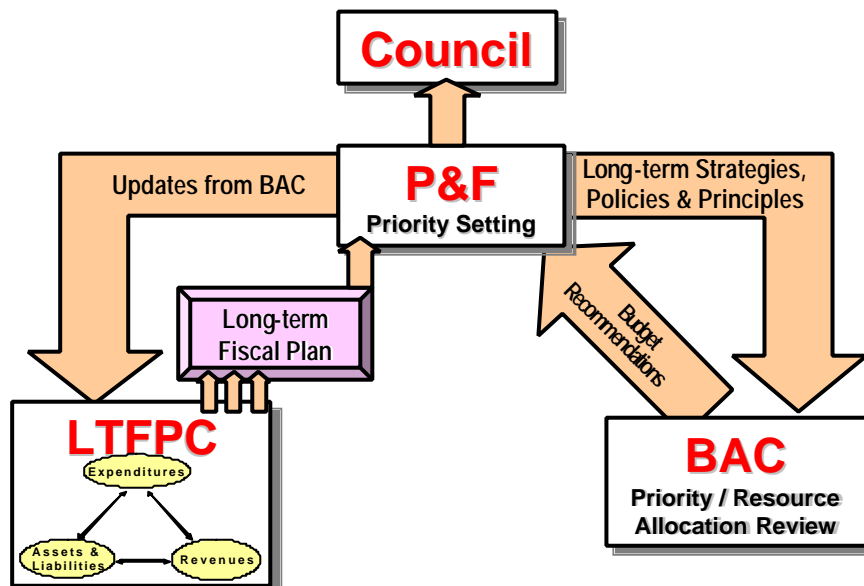 Council
Updates from BAC
P&F
Priority Setting
Long-term Strategies,
Policies & Principles
Long-term
Fiscal Plan
Budget
Recommendations
LTFPC
Expenditures
Assets &
Liabilities
Revenues
BAC
Priority / Resource
Allocation Review